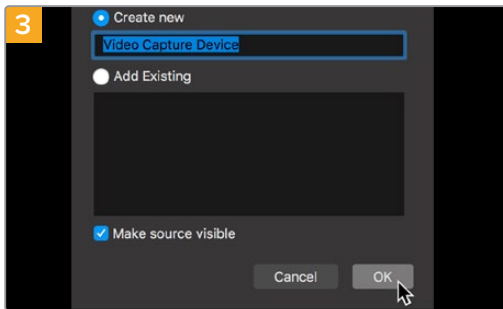 3
Create new
Video Capture Device
Add Existing
Make source visible
Cancel OK